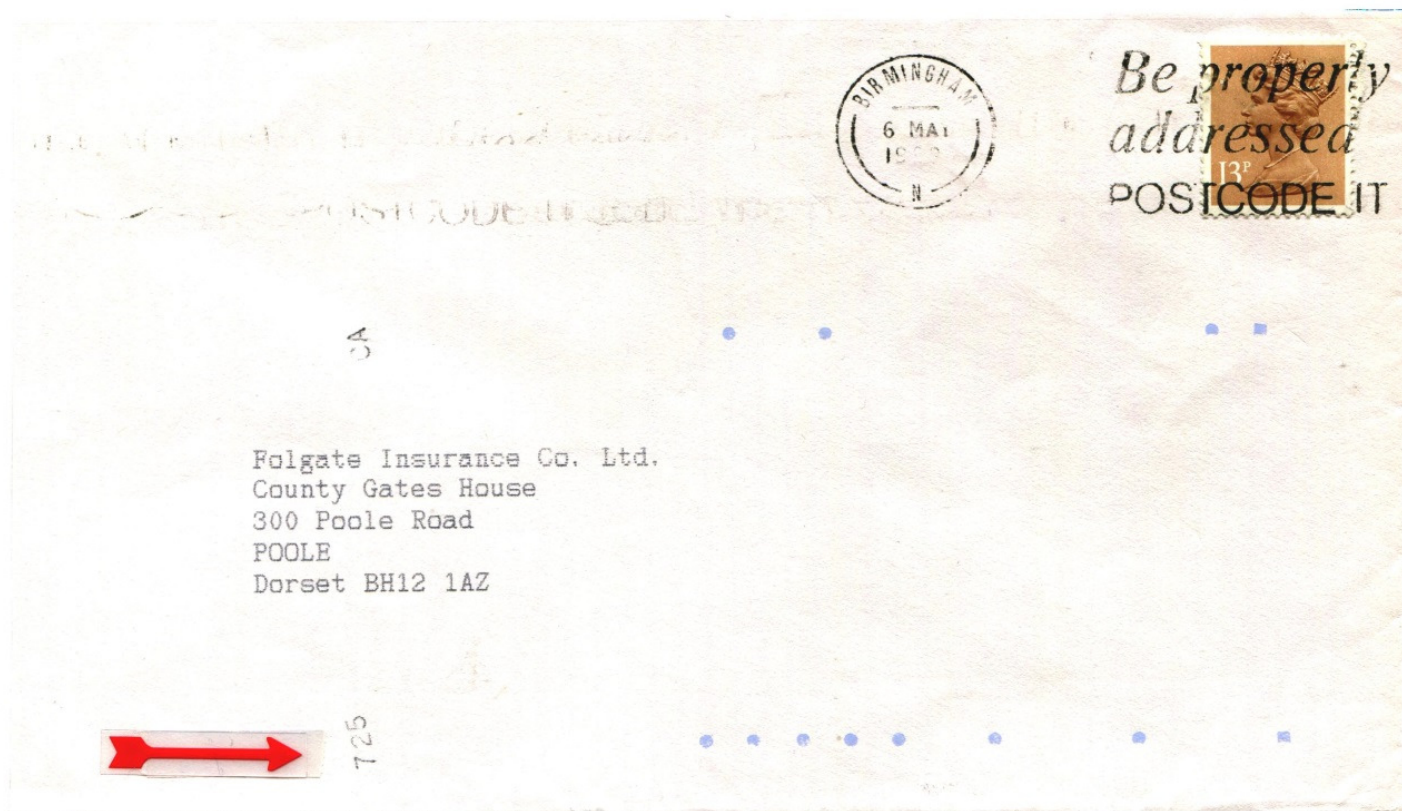 BIRMINGHAM
6 MAY
N
Be properly
addressed
POSTCODE IT
13P
CA
Folgate Insurance Co. Ltd.
County Gates House
300 Poole Road
POOLE
Dorset BH12 1AZ
725